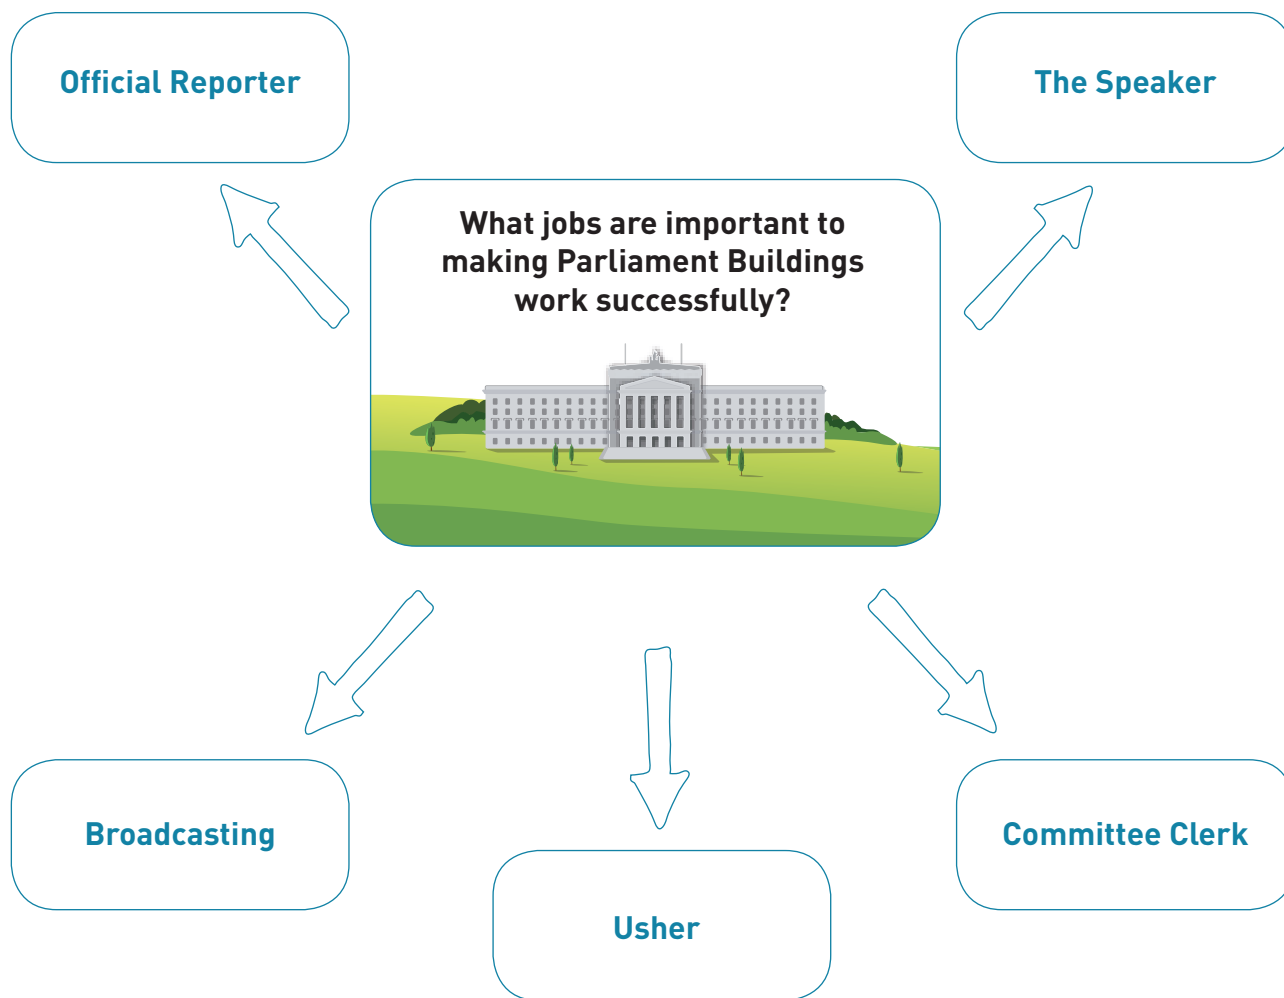 Official Reporter
The Speaker
What jobs are important to
making Parliament Buildings
work successfully?
Broadcasting
Usher
Committee Clerk